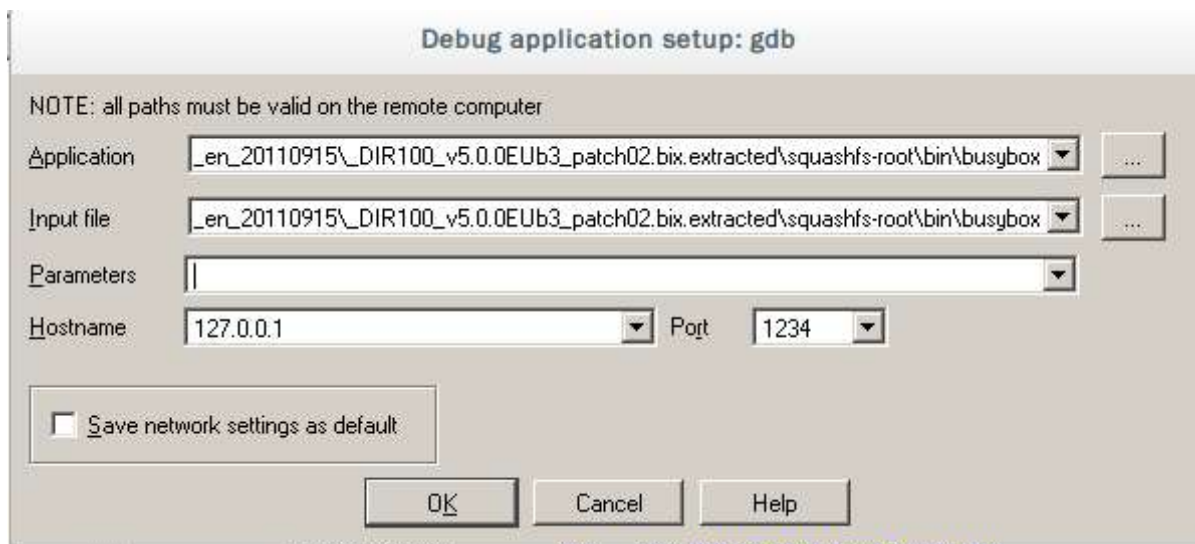 Debug application setup: gdb
NOTE: all paths must be valid on the remote computer
Application _en_20110915\_DIR100_v5.0.0EUb3_patch02.bix.extracted\squashfs-root\bin\busybox ...
Input file _en_20110915\_DIR100_v5.0.0EUb3_patch02.bix.extracted\squashfs-root\bin\busybox ...
Parameters
Hostname 127.0.0.1 Port 1234
Save network settings as default
OK Cancel Help